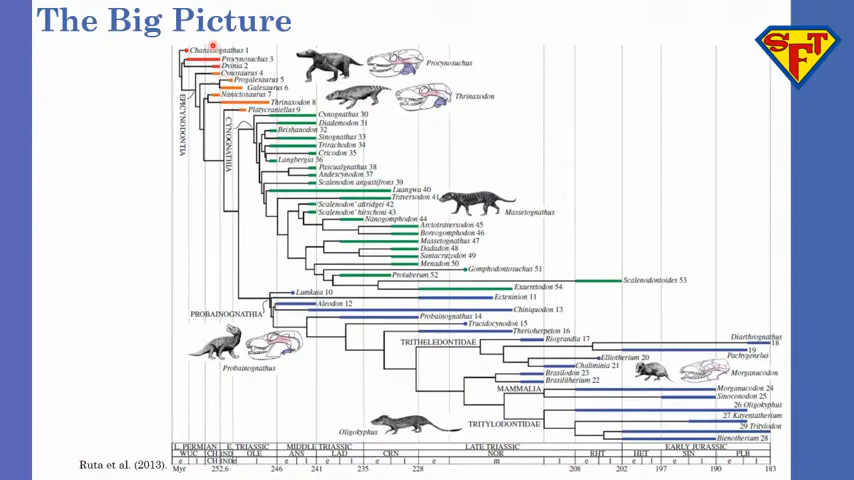 The Big Picture
SFT
Charassognathus 1
Procynosuchus 3
Dvinia 2
Cynosaurus 4
Progalesaurus 5
Galesaurus 6
Nanictosaurus 7
Thrinaxodon 8
Platycraniellus 9
EPICYNODONTIA
CYNOGNATHIA
Procynosuchus
Thrinaxodon
Cynognathus 30
Diademodon 31
Beishanodon 32
Sinognathus 33
Trirachodon 34
Cricodon 35
Langbergia 36
Pascualgnathus 38
Andescynodon 37
Scalenodon angustifrons 39
Luangwa 40
Traversodon 41
'Scalenodon' altridgei 42
'Scalenodon' hirschoni 43
Nanogomphodon 44
Arctotraversodon 45
Boreogomphodon 46
Massetognathus 47
Dadadon 48
Santacruzodon 49
Menadon 50
Gomphodontosuchus 51
Protuberum 52
Scalenodontoides 53
Exaeretodon 54
Massetognathus
Lumkuia 10
Ecteninion 11
Aleodon 12
Chiniquodon 13
PROBAINOGNATHIA
Probainognathus 14
Trucidocynodon 15
Therioherpeton 16
TRITHELEDONTIDAE
Riograndia 17
Diarthrognathus
18
19
Pachygenelus
Elliotherium 20
Chaliminia 21
Probainognathus
Brasilodon 23
Brasilitherium 22
Morganucodon
MAMMALIA
Morganucodon 24
Sinoconodon 25
26 Oligokyphus
27 Kayentatherium
TRITYLODONTIDAE
29 Tritylodon
Bienotherium 28
Oligokyphus
L. PERMIAN E. TRIASSIC MIDDLE TRIASSIC LATE TRIASSIC EARLY JURASSIC
WUC CH IND OLE ANS LAD CRN NOR RHT HET SIN PLB
Myr 252.6 246 241 235 228 208 202 197 190 183
Ruta et al. (2013).